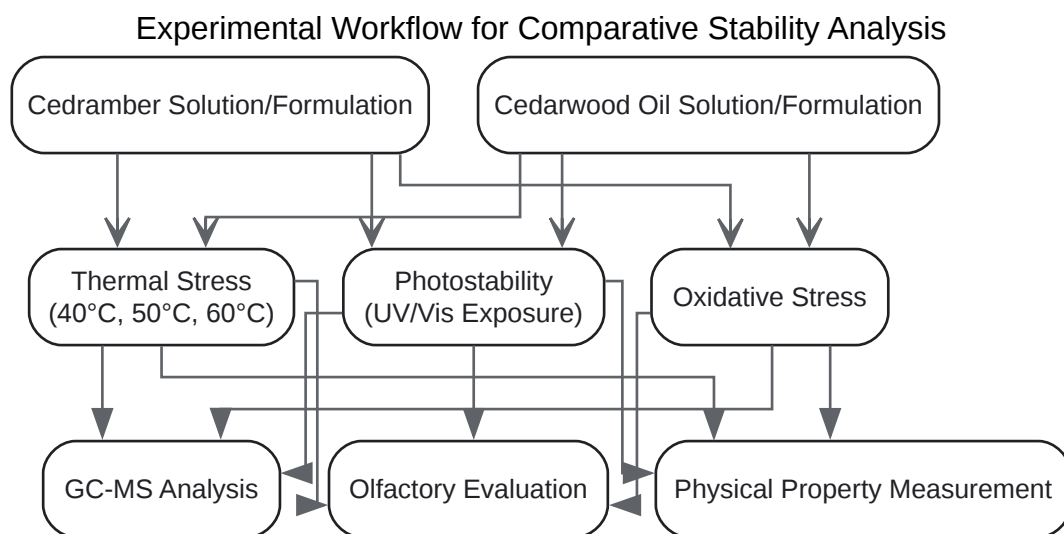 Experimental Workflow for Comparative Stability Analysis
Cedramber Solution/Formulation
Cedarwood Oil Solution/Formulation
Thermal Stress
(40°C, 50°C, 60°C)
Photostability
(UV/Vis Exposure)
Oxidative Stress
GC-MS Analysis
Olfactory Evaluation
Physical Property Measurement